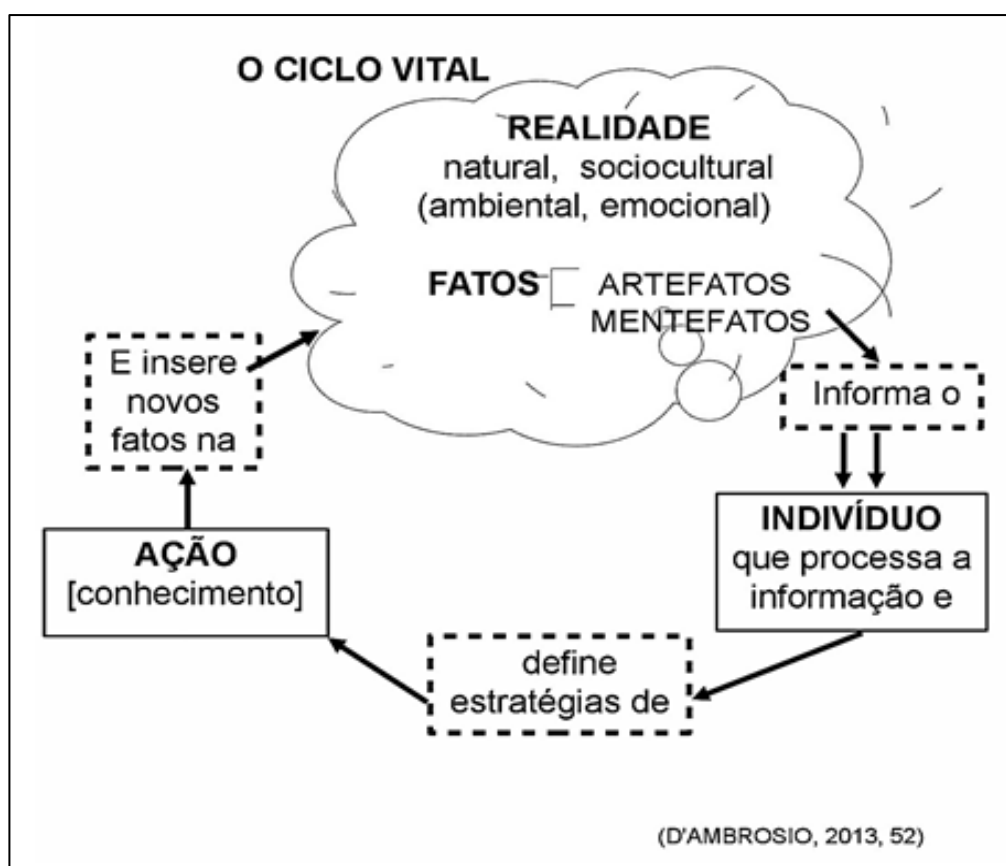 O CICLO VITAL
REALIDADE
natural, sociocultural
(ambiental, emocional)
FATOS ARTEFATOS
MENTEFATOS
Informa o
INDIVÍDUO
que processa a
informação e
define
estratégias de
AÇÃO
[conhecimento]
E insere
novos
fatos na
(D'AMBROSIO, 2013, 52)